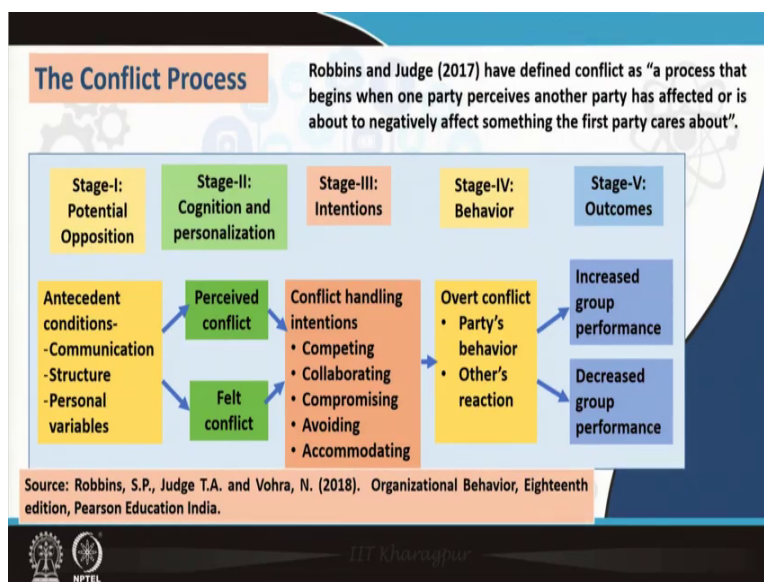 The Conflict Process
Robbins and Judge (2017) have defined conflict as “a process that
begins when one party perceives another party has affected or is
about to negatively affect something the first party cares about”.
Stage-I:
Potential
Opposition
Stage-II:
Cognition and
personalization
Stage-III:
Intentions
Stage-IV:
Behavior
Stage-V:
Outcomes
Antecedent
conditions-
-Communication
-Structure
-Personal
variables
Perceived
conflict
Felt
conflict
Conflict handling
intentions
• Competing
• Collaborating
• Compromising
• Avoiding
• Accommodating
Overt conflict
• Party’s
behavior
• Other’s
reaction
Increased
group
performance
Decreased
group
performance
Source: Robbins, S.P., Judge T.A. and Vohra, N. (2018). Organizational Behavior, Eighteenth
edition, Pearson Education India.
IIT Kharagpur
NPTEL